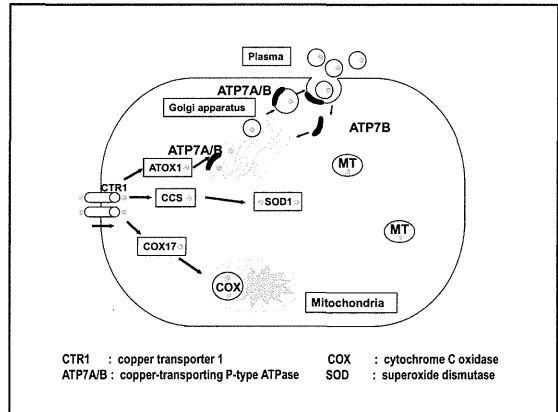 Plasma
ATP7A/B
Golgi apparatus
ATP7B
ATP7A/B
MT
ATOX1
CTR1
CCS
SOD1
MT
COX17
COX
Mitochondria
CTR1 : copper transporter 1
COX : cytochrome C oxidase
ATP7A/B : copper-transporting P-type ATPase
SOD : superoxide dismutase